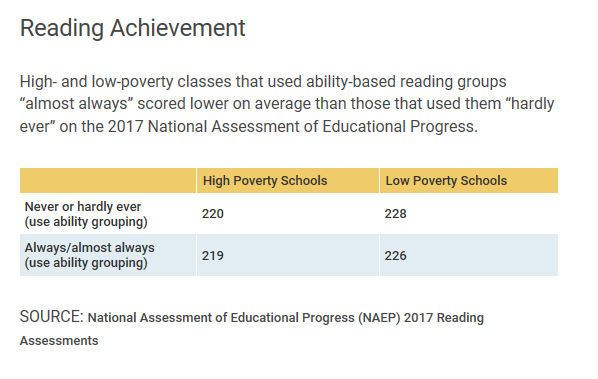 Reading Achievement
High- and low-poverty classes that used ability-based reading groups
“almost always” scored lower on average than those that used them “hardly
ever” on the 2017 National Assessment of Educational Progress.
High Poverty Schools Low Poverty Schools
Never or hardly ever
(use ability grouping) 220 228
Always/almost always
(use ability grouping) 219 226
SOURCE: National Assessment of Educational Progress (NAEP) 2017 Reading
Assessments